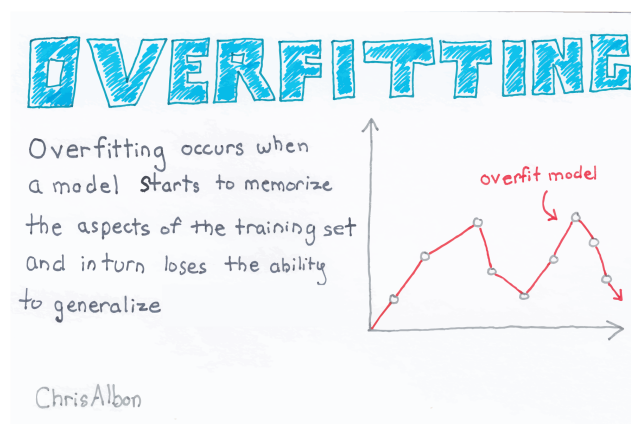 OVERFITTING
Overfitting occurs when
a model starts to memorize
the aspects of the training set
and in turn loses the ability
to generalize
overfit model
ChrisAlbon